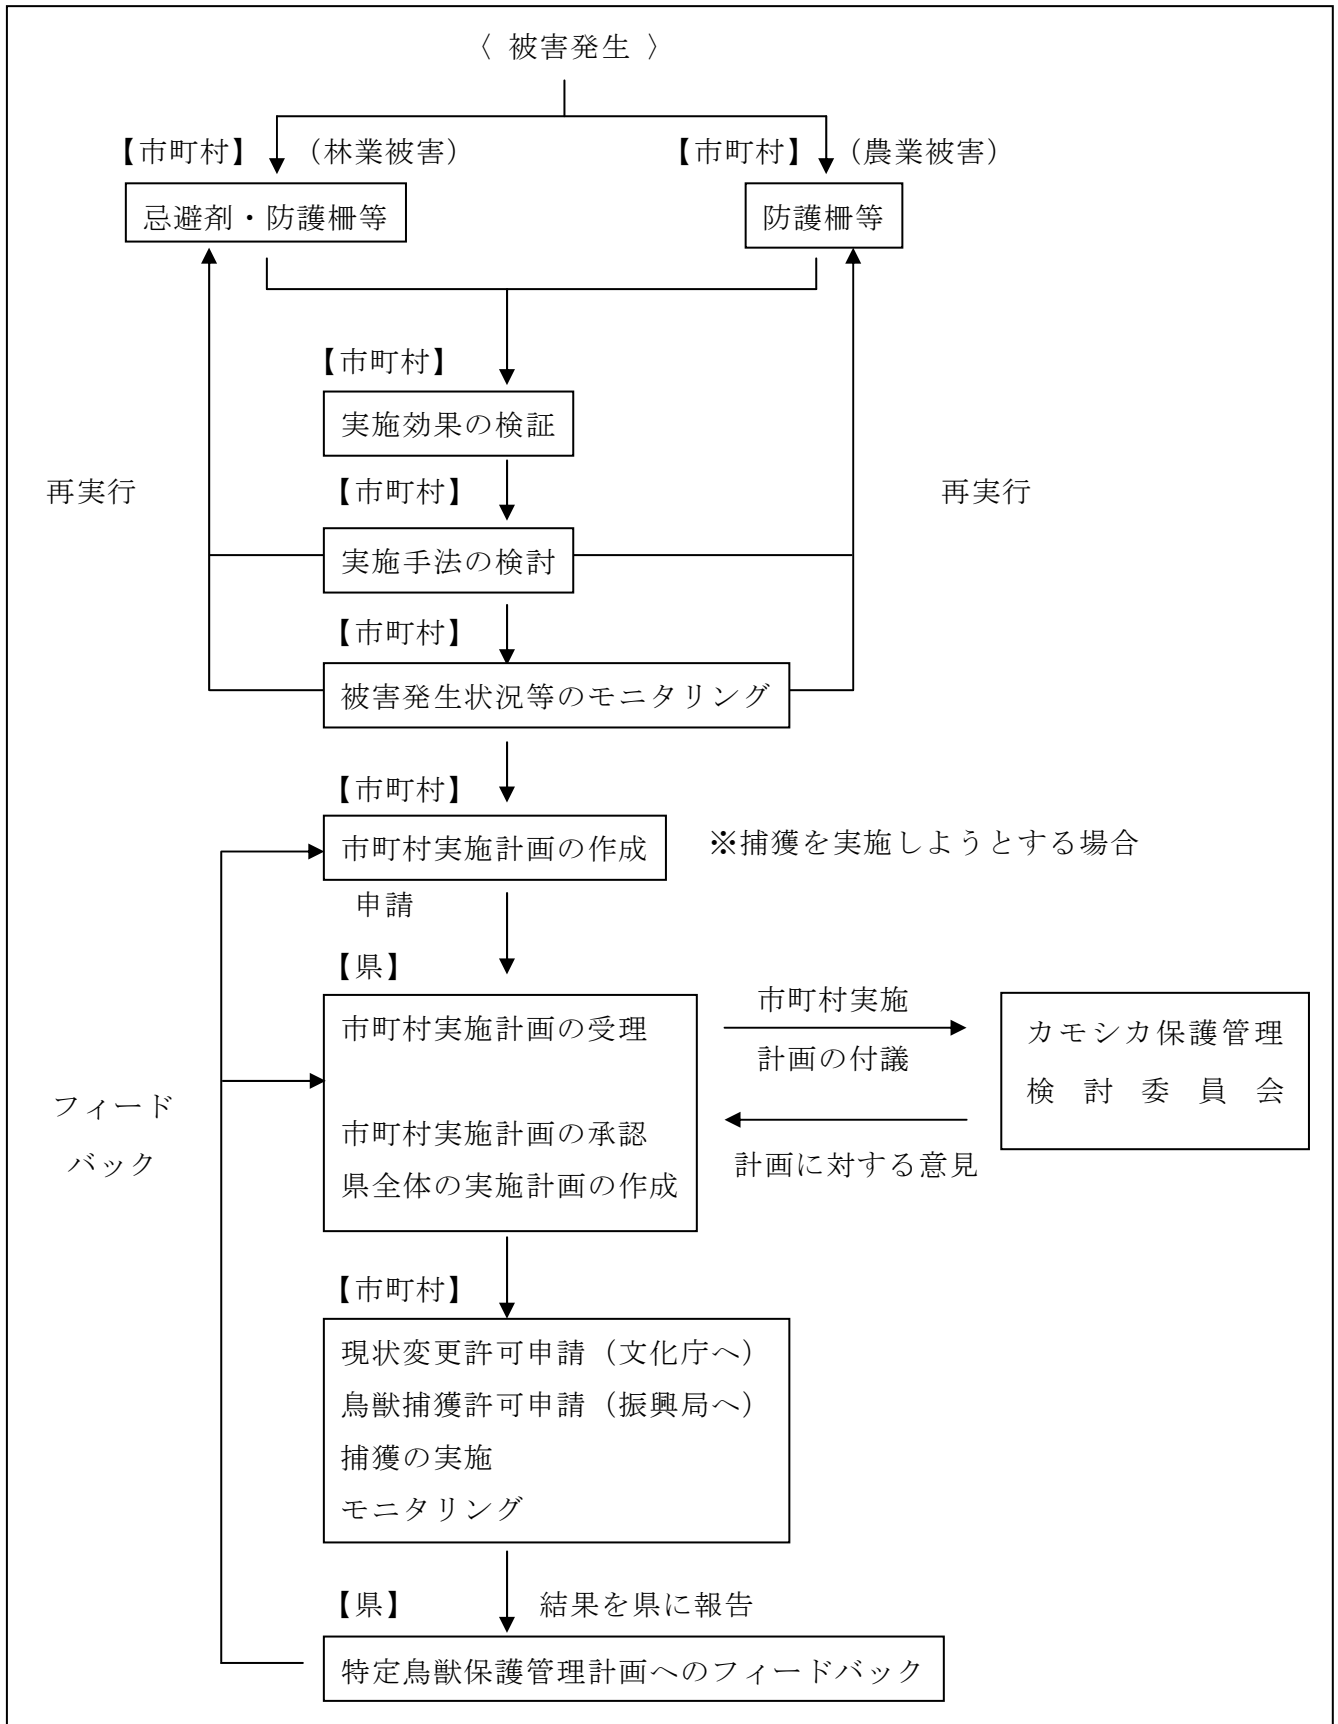 〈 被害発生 〉
【市町村】 （林業被害）
【市町村】 （農業被害）
忌避剤・防護柵等
防護柵等
【市町村】
実施効果の検証
再実行
【市町村】
再実行
実施手法の検討
【市町村】
被害発生状況等のモニタリング
【市町村】
市町村実施計画の作成
※捕獲を実施しようとする場合
申請
【県】
市町村実施計画の受理
市町村実施計画の承認
県全体の実施計画の作成
市町村実施
計画の付議
計画に対する意見
カモシカ保護管理
検討委員会
フィード
バック
【市町村】
現状変更許可申請（文化庁へ）
鳥獣捕獲許可申請（振興局へ）
捕獲の実施
モニタリング
【県】
結果を県に報告
特定鳥獣保護管理計画へのフィードバック